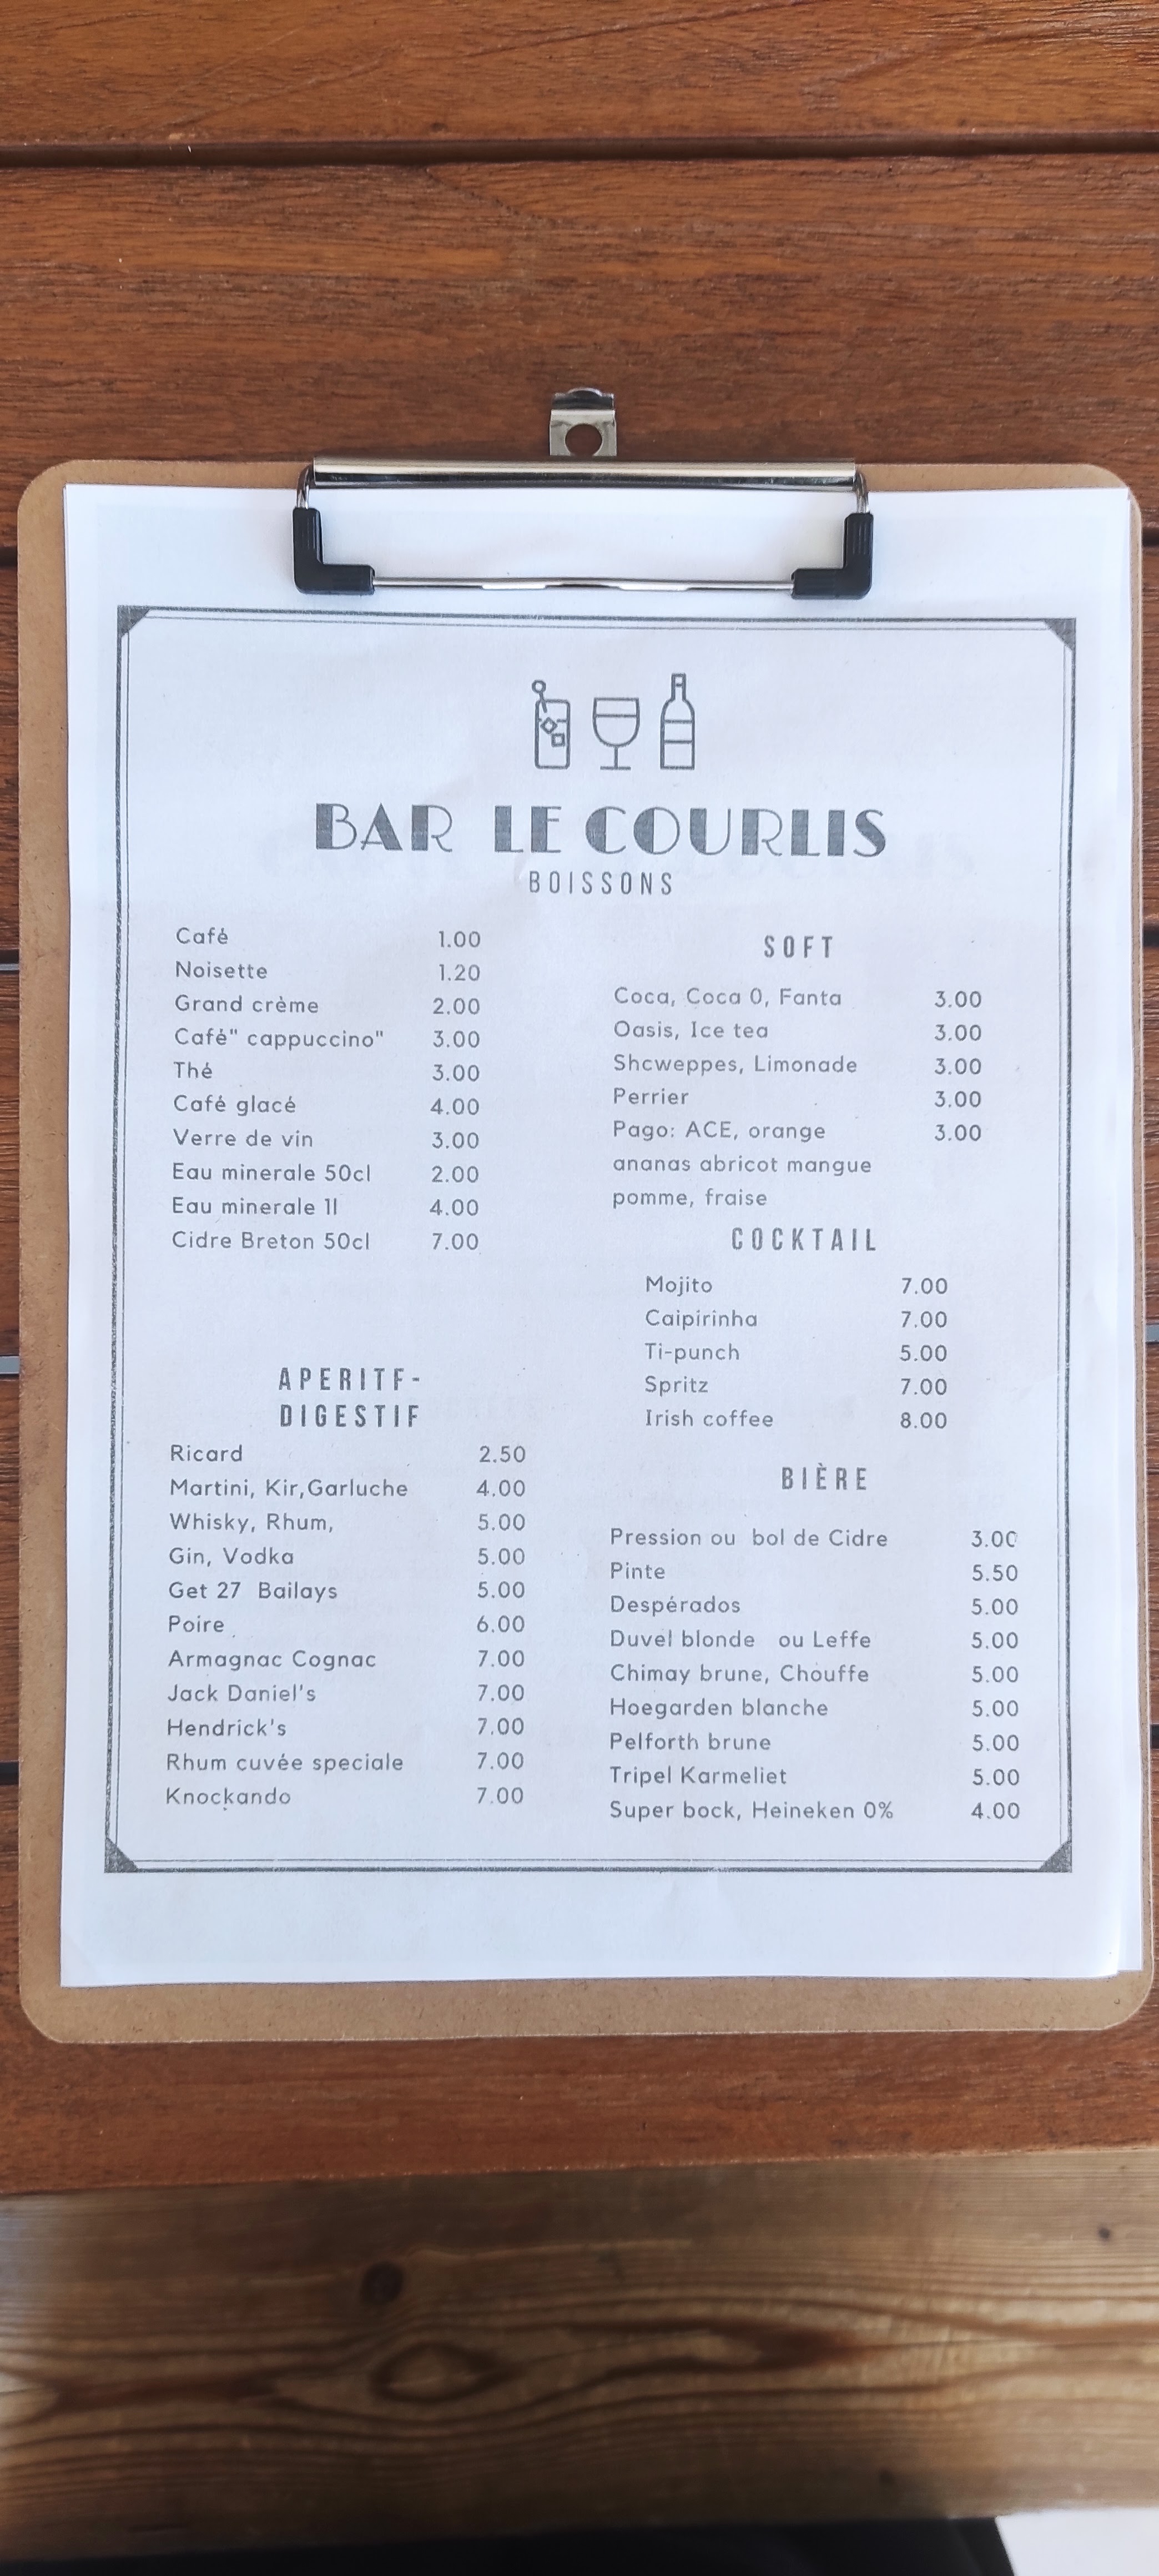 BAR LE COURLIS
BOISSONS
Café 1.00
Noisette 1.20
Grand crème 2.00
Café" cappuccino" 3.00
Thé 3.00
Café glacé 4.00
Verre de vin 3.00
Eau minerale 50cl 2.00
Eau minerale 1l 4.00
Cidre Breton 50cl 7.00
APERITF-
DIGESTIF
Ricard 2.50
Martini, Kir,Garluche 4.00
Whisky, Rhum, 5.00
Gin, Vodka 5.00
Get 27 Bailays 5.00
Poire 6.00
Armagnac Cognac 7.00
Jack Daniel's 7.00
Hendrick's 7.00
Rhum cuvée speciale 7.00
Knockando 7.00
SOFT
Coca, Coca 0, Fanta 3.00
Oasis, Ice tea 3.00
Shcweppes, Limonade 3.00
Perrier 3.00
Pago: ACE, orange 3.00
ananas abricot mangue
pomme, fraise
COCKTAIL
Mojito 7.00
Caipirinha 7.00
Ti-punch 5.00
Spritz 7.00
Irish coffee 8.00
BIÈRE
Pression ou bol de Cidre 3.00
Pinte 5.50
Despérados 5.00
Duvel blonde ou Leffe 5.00
Chimay brune, Chouffe 5.00
Hoegarden blanche 5.00
Pelforth brune 5.00
Tripel Karmeliet 5.00
Super bock, Heineken 0% 4.00